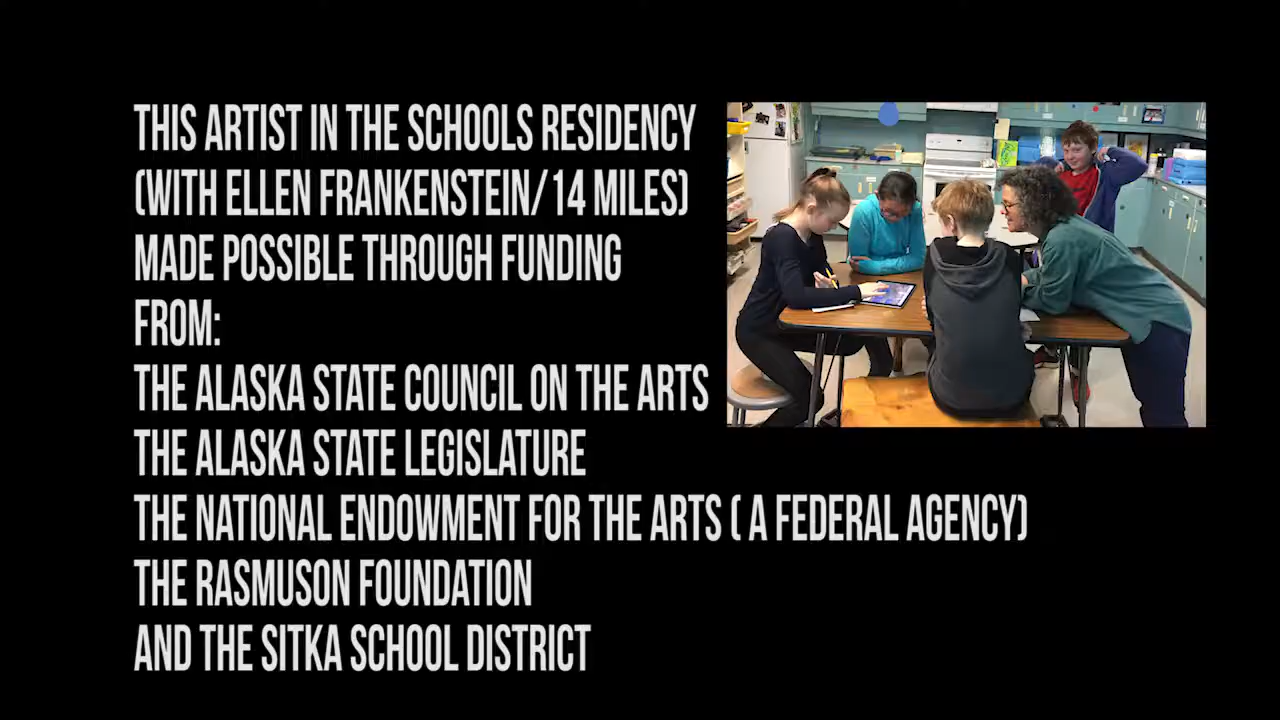 THIS ARTIST IN THE SCHOOLS RESIDENCY
(WITH ELLEN FRANKENSTEIN/14 MILES)
MADE POSSIBLE THROUGH FUNDING
FROM:
THE ALASKA STATE COUNCIL ON THE ARTS
THE ALASKA STATE LEGISLATURE
THE NATIONAL ENDOWMENT FOR THE ARTS ( A FEDERAL AGENCY)
THE RASMUSON FOUNDATION
AND THE SITKA SCHOOL DISTRICT